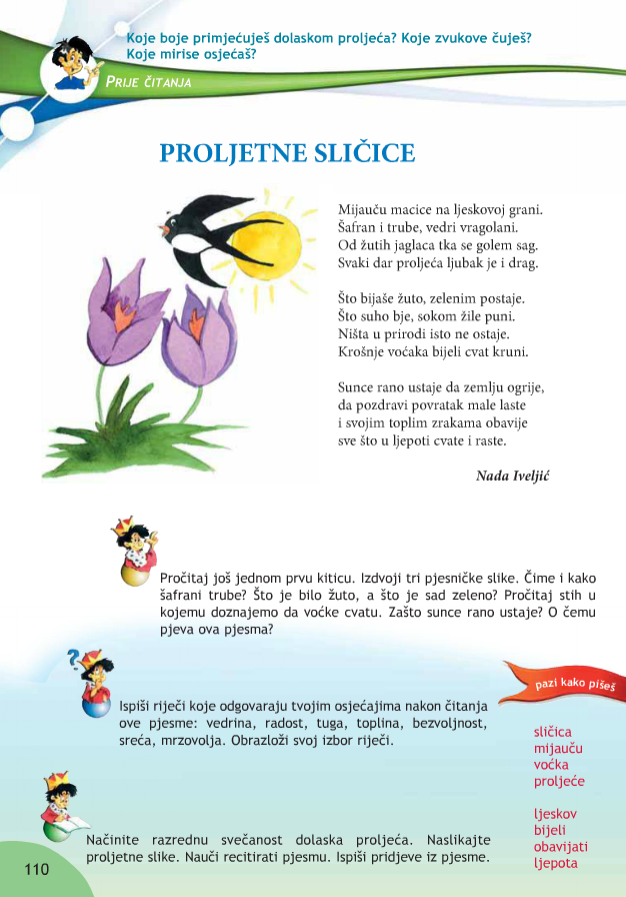 Koje boje primjećuješ dolaskom proljeća? Koje zvukove čuješ?
Koje mirise osjećaš?
PRIJE ČITANJA
PROLJETNE SLIČICE
Mijauču macice na ljeskovoj grani.
Šafran i trube, vedri vragolani.
Od žutih jaglaca tka se golem sag.
Svaki dar proljeća ljubak je i drag.
Što bijaše žuto, zelenim postaje.
Što suho bje, sokom žile puni.
Ništa u prirodi isto ne ostaje.
Krošnje voćaka bijeli cvat kruni.
Sunce rano ustaje da zemlju ogrije,
da pozdravi povratak male laste
i svojim toplim zrakama obavije
sve što u ljepoti cvate i raste.
Nada Iveljić
Pročitaj još jednom prvu kiticu. Izdvoji tri pjesničke slike. Čime i kako
šafrani trube? Što je bilo žuto, a što je sad zeleno? Pročitaj stih u
kojemu doznajemo da voćke cvatu. Zašto sunce rano ustaje? O čemu
pjeva ova pjesma?
?
Ispiši riječi koje odgovaraju tvojim osjećajima nakon čitanja
ove pjesme: vedrina, radost, tuga, toplina, bezvoljnost,
sreća, mrzovolja. Obrazloži svoj izbor riječi.
pazi kako pišeš
sličica
mijauču
voćka
proljeće
ljeskov
bijeli
obavijati
ljepota
Načinite razrednu svečanost dolaska proljeća. Naslikajte
proljetne slike. Nauči recitirati pjesmu. Ispiši pridjeve iz pjesme.
110